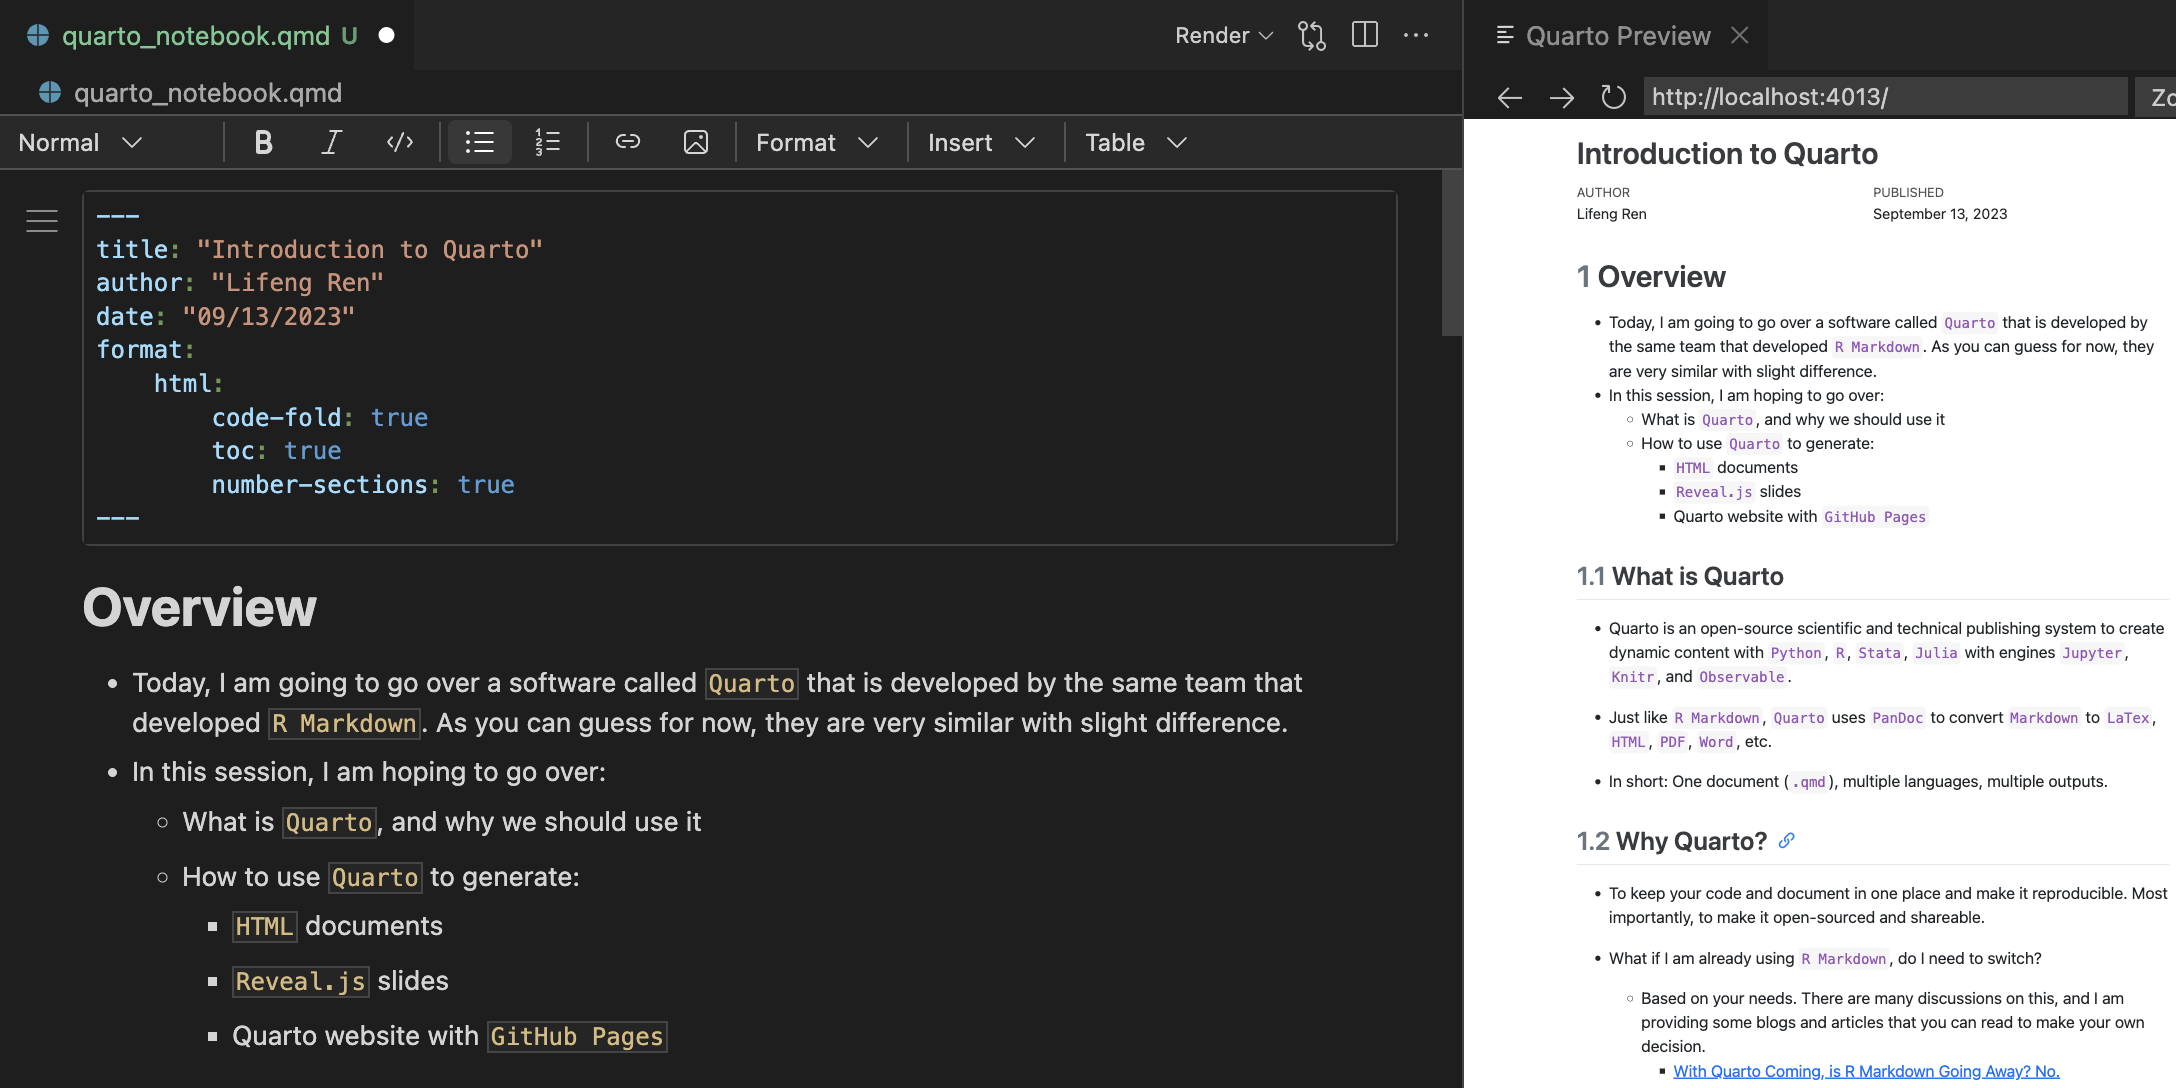 quarto_notebook.qmd U
Render
quarto_notebook.qmd
Normal B I </> Format Insert Table
---
title: "Introduction to Quarto"
author: "Lifeng Ren"
date: "09/13/2023"
format:
html:
code-fold: true
toc: true
number-sections: true
---
Overview
• Today, I am going to go over a software called Quarto that is developed by the same team that
developed R Markdown. As you can guess for now, they are very similar with slight difference.
• In this session, I am hoping to go over:
○ What is Quarto, and why we should use it
○ How to use Quarto to generate:
▪ HTML documents
▪ Reveal.js slides
▪ Quarto website with GitHub Pages
Quarto Preview
http://localhost:4013/
Introduction to Quarto
AUTHOR PUBLISHED
Lifeng Ren September 13, 2023
1 Overview
• Today, I am going to go over a software called Quarto that is developed by
the same team that developed R Markdown. As you can guess for now, they
are very similar with slight difference.
• In this session, I am hoping to go over:
○ What is Quarto, and why we should use it
○ How to use Quarto to generate:
▪ HTML documents
▪ Reveal.js slides
▪ Quarto website with GitHub Pages
1.1 What is Quarto
• Quarto is an open-source scientific and technical publishing system to create
dynamic content with Python, R, Stata, Julia with engines Jupyter,
Knitr, and Observable.
• Just like R Markdown, Quarto uses PanDoc to convert Markdown to LaTex,
HTML, PDF, Word, etc.
• In short: One document (.qmd), multiple languages, multiple outputs.
1.2 Why Quarto?
• To keep your code and document in one place and make it reproducible. Most
importantly, to make it open-sourced and shareable.
• What if I am already using R Markdown, do I need to switch?
○ Based on your needs. There are many discussions on this, and I am
providing some blogs and articles that you can read to make your own
decision.
▪ With Quarto Coming, is R Markdown Going Away? No.